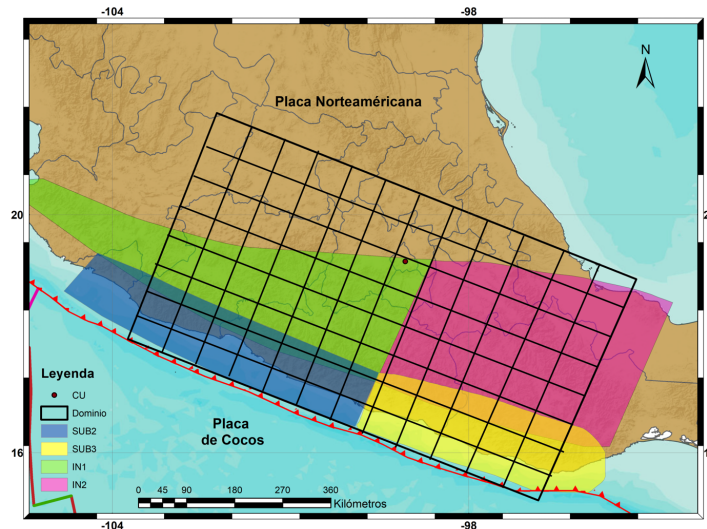 -104
-98
N
Placa Norteaméricana
20
Leyenda
CU
Dominio
SUB2
SUB3
IN1
IN2
Placa
de Cocos
16
0
45
90
180
270
360
Kilómetros
-104
-98